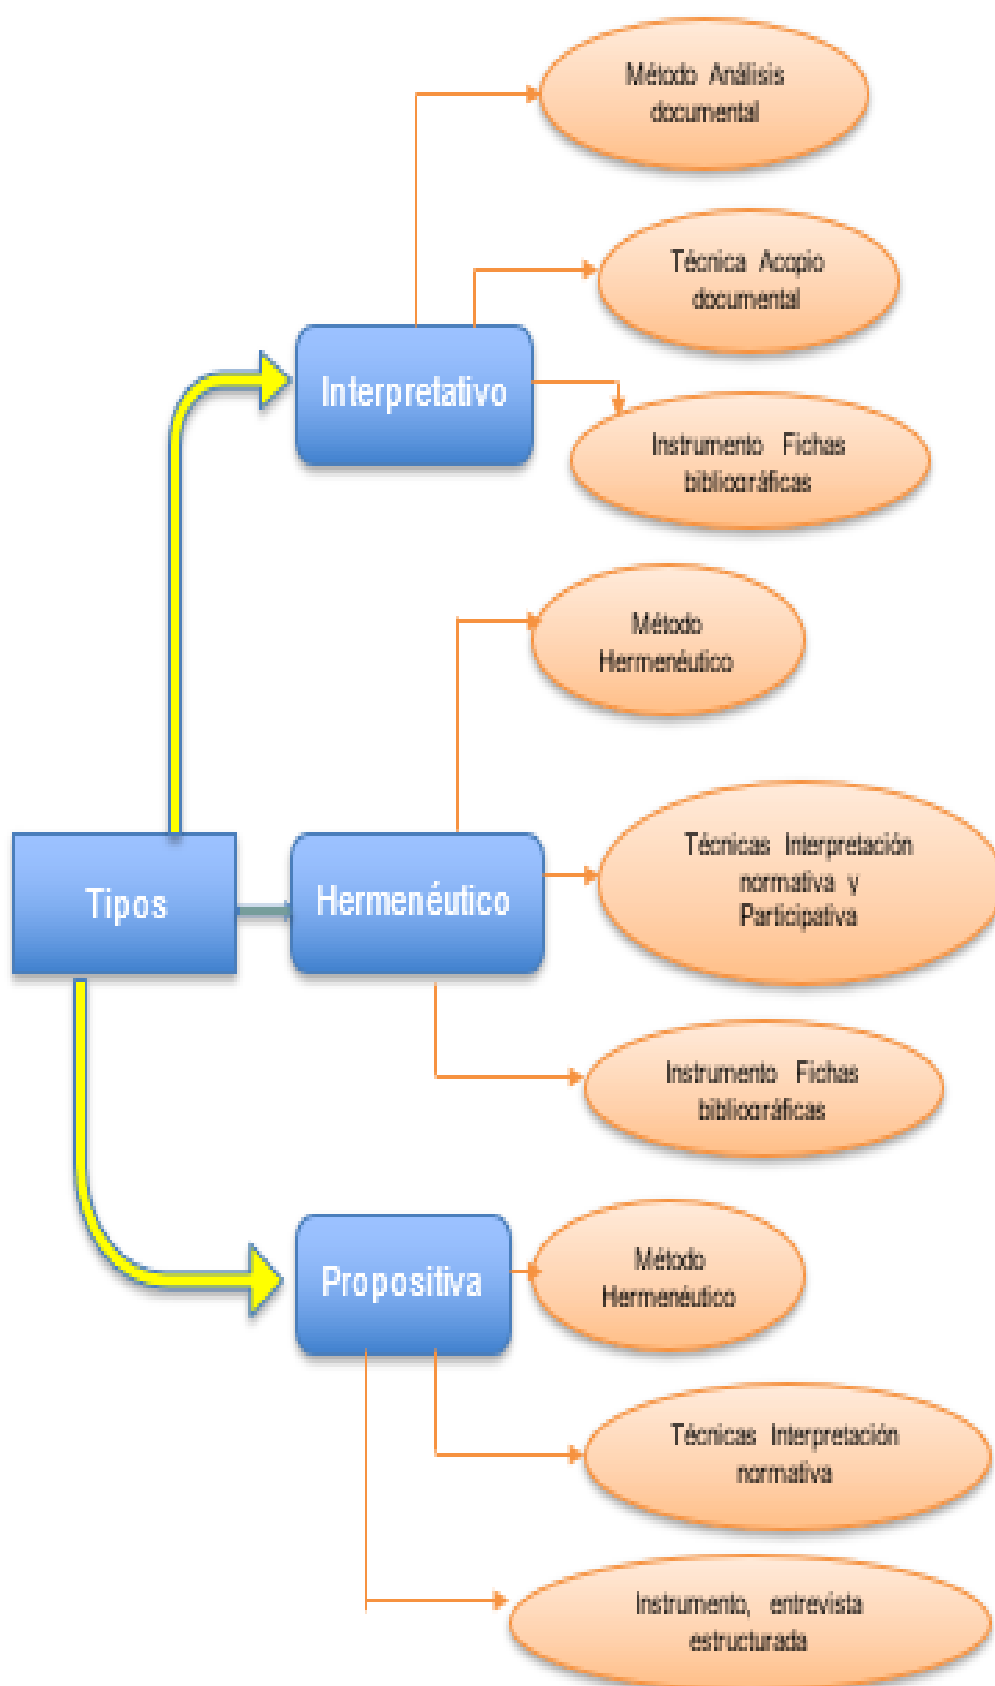 Método Análisis
documental
Técnica Acopio
documental
Interpretativo
Instrumento Fichas
bibliográficas
Método
Hermenéutico
Tipos
Hermenéutico
Técnicas Interpretación
normativa y
Participativa
Instrumento Fichas
bibliográficas
Propositiva
Método
Hermenéutico
Técnicas Interpretación
normativa
Instrumento, entrevista
estructurada